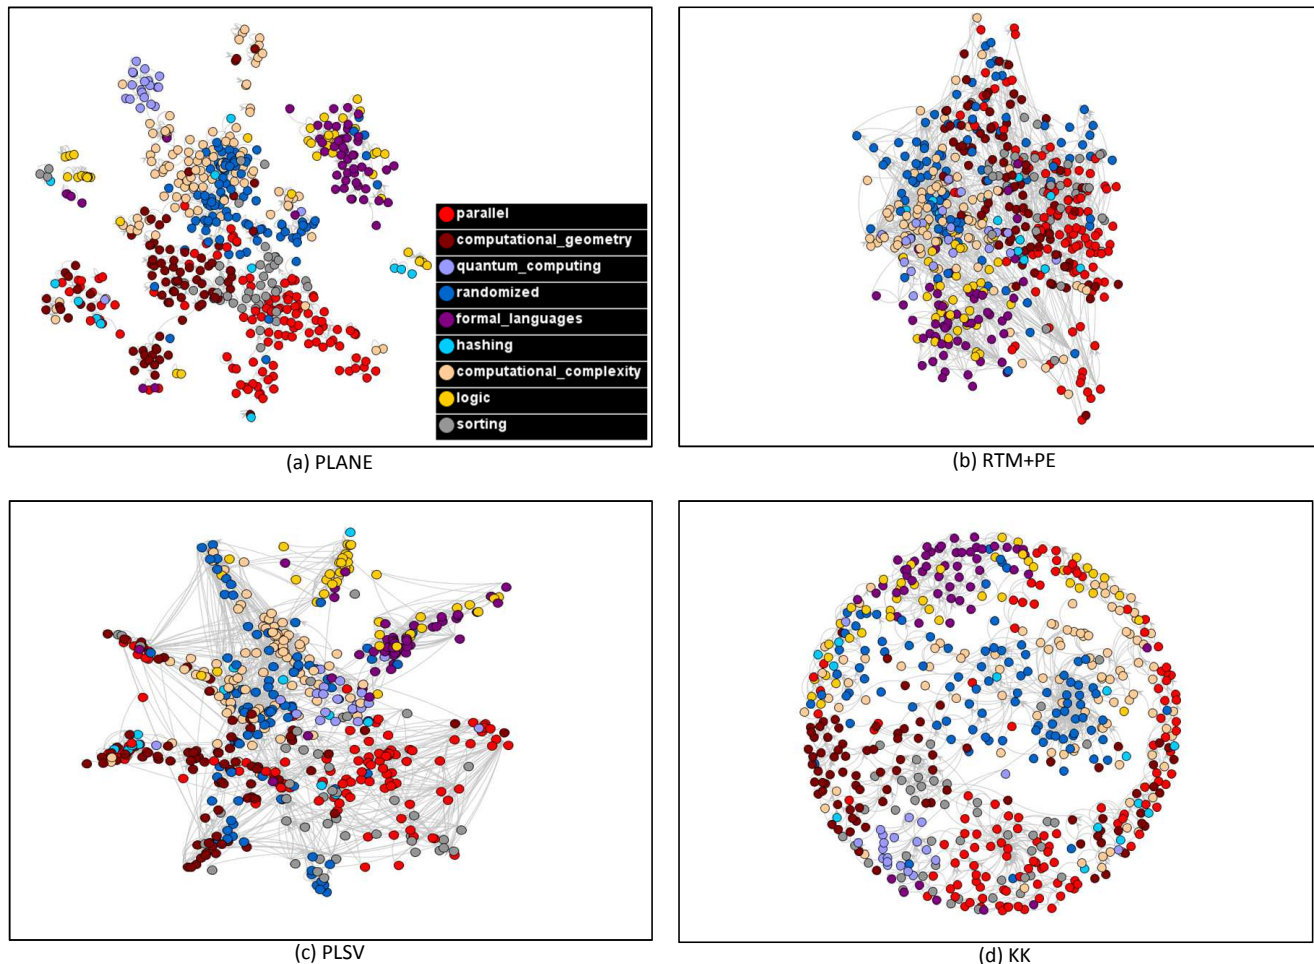 parallel
computational_geometry
quantum_computing
randomized
formal_languages
hashing
computational_complexity
logic
sorting
(a) PLANE
(b) RTM+PE
(c) PLSV
(d) KK